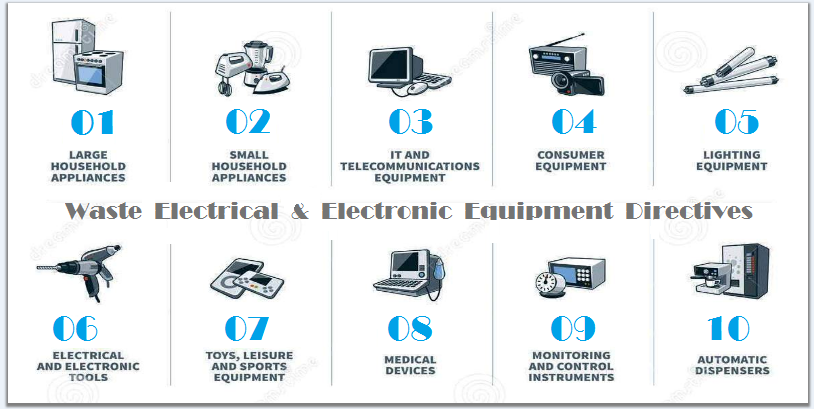 01
LARGE
HOUSEHOLD
APPLIANCES
02
SMALL
HOUSEHOLD
APPLIANCES
03
IT AND
TELECOMMUNICATIONS
EQUIPMENT
04
CONSUMER
EQUIPMENT
05
LIGHTING
EQUIPMENT
Waste Electrical & Electronic Equipment Directives
06
ELECTRICAL
AND ELECTRONIC
TOOLS
07
TOYS, LEISURE
AND SPORTS
EQUIPMENT
08
MEDICAL
DEVICES
09
MONITORING
AND CONTROL
INSTRUMENTS
10
AUTOMATIC
DISPENSERS